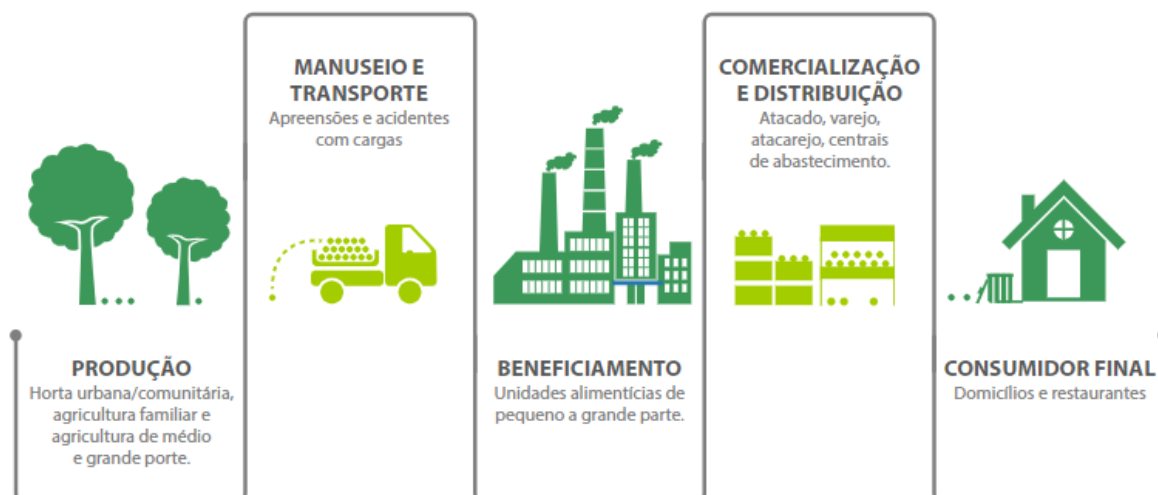 PRODUÇÃO
Horta urbana/comunitária,
agricultura familiar e
agricultura de médio
e grande porte.
MANUSEIO E
TRANSPORTE
Apreensões e acidentes
com cargas
BENEFICIAMENTO
Unidades alimentícias de
pequeno a grande parte.
COMERCIALIZAÇÃO
E DISTRIBUIÇÃO
Atacado, varejo,
atacarejo, centrais
de abastecimento.
CONSUMIDOR FINAL
Domicílios e restaurantes